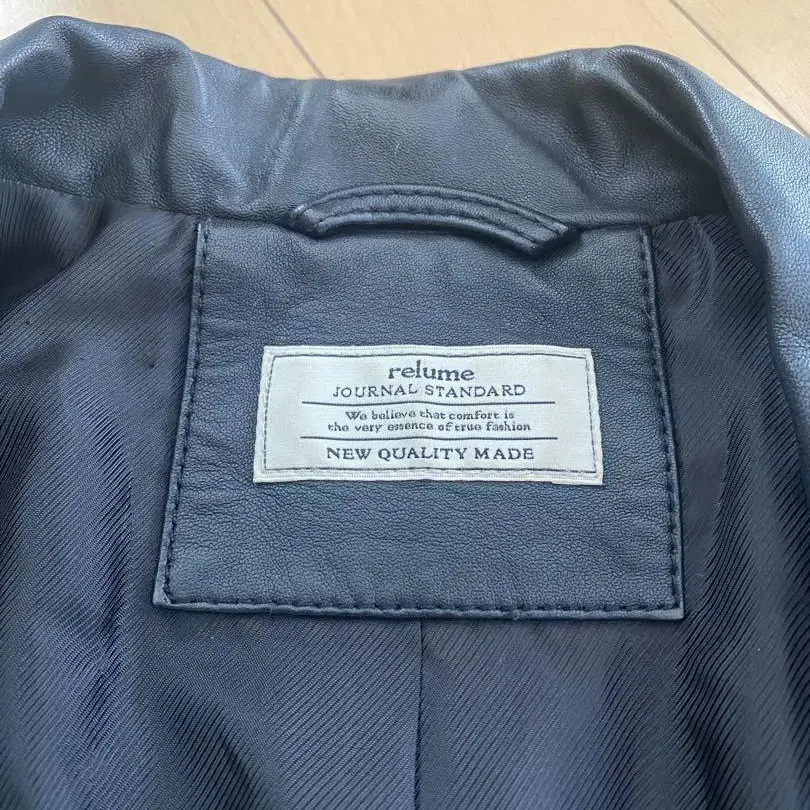 relume
JOURNAL STANDARD
We believe that comfort is
the very essence of true fashion
NEW QUALITY MADE